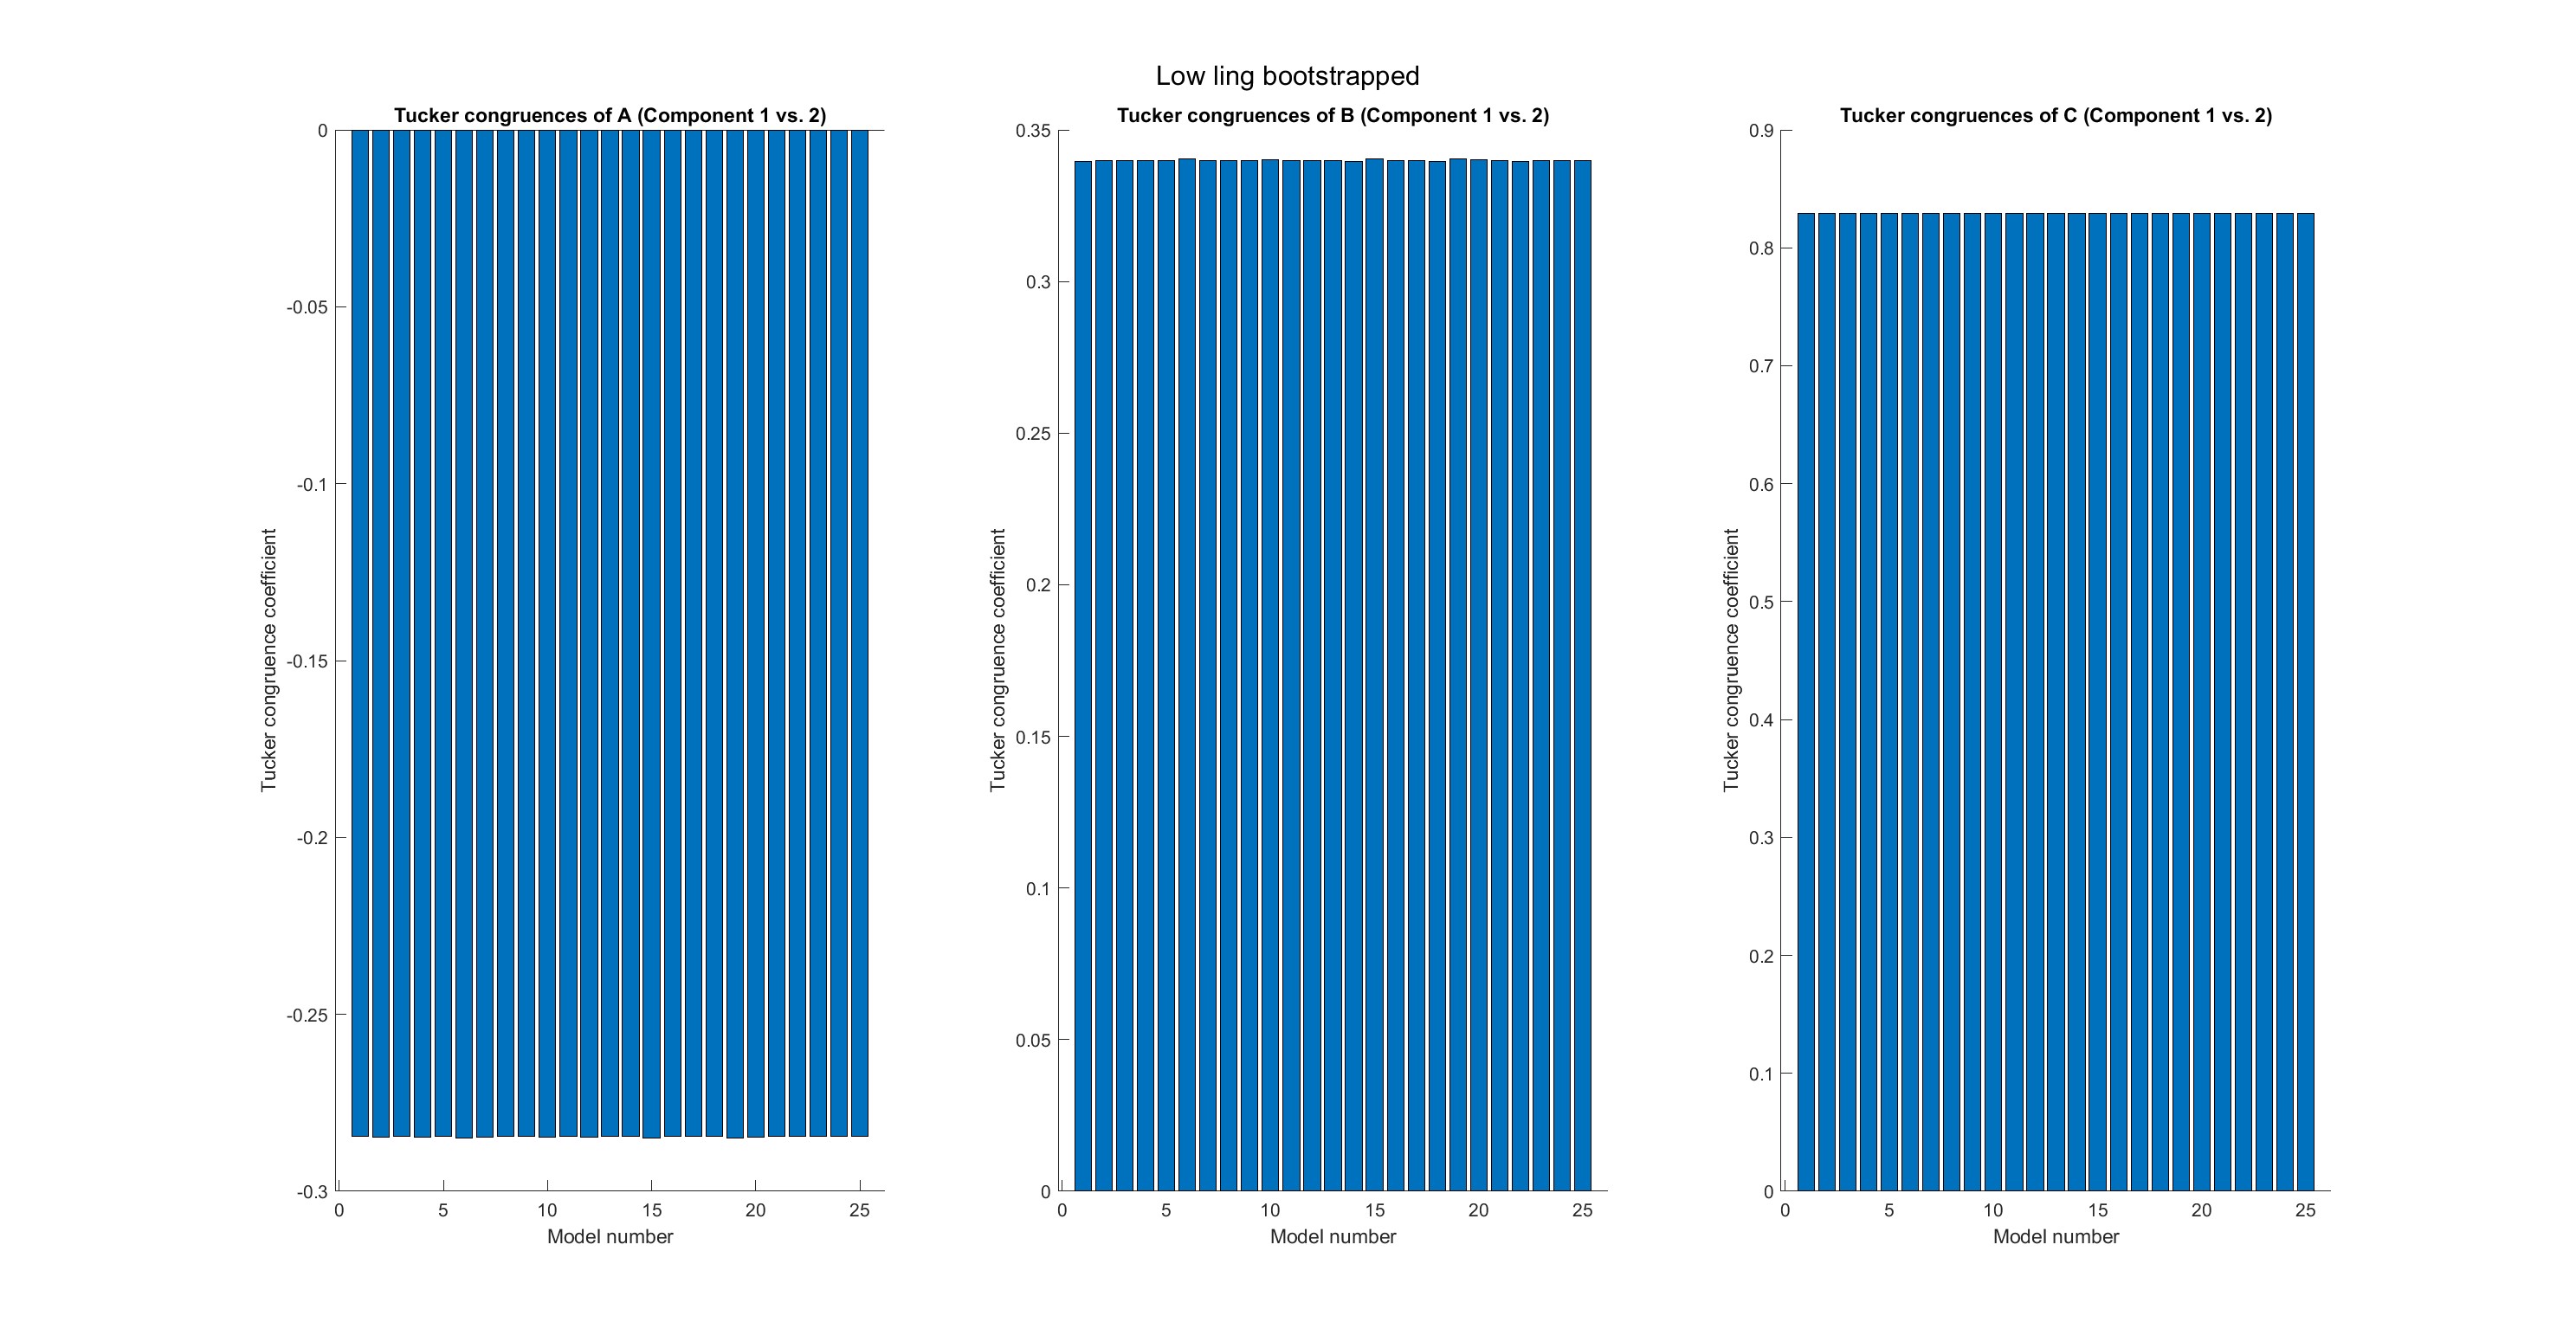 Low ling bootstrapped
Tucker congruences of A (Component 1 vs. 2)
0
-0.05
-0.1
-0.15
-0.2
-0.25
-0.3
Tucker congruence coefficient
0 5 10 15 20 25
Model number
Tucker congruences of B (Component 1 vs. 2)
0.35
0.3
0.25
0.2
0.15
0.1
0.05
0
Tucker congruence coefficient
0 5 10 15 20 25
Model number
Tucker congruences of C (Component 1 vs. 2)
0.9
0.8
0.7
0.6
0.5
0.4
0.3
0.2
0.1
0
Tucker congruence coefficient
0 5 10 15 20 25
Model number